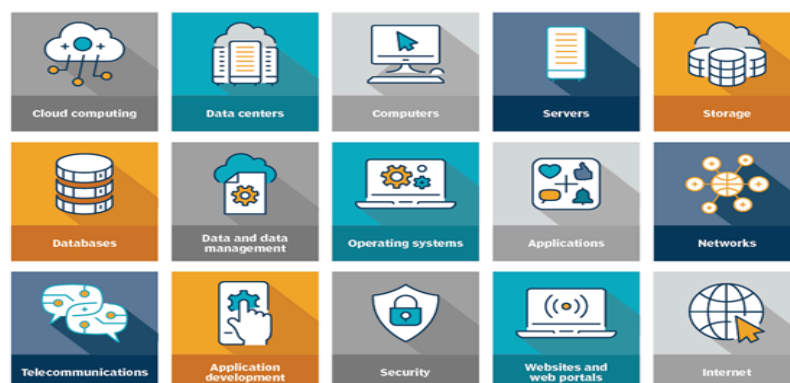 Cloud computing
Data centers
Computers
Servers
Storage
Databases
Data and data
management
Operating systems
Applications
Networks
Telecommunications
Application
development
Security
Websites and
web portals
Internet